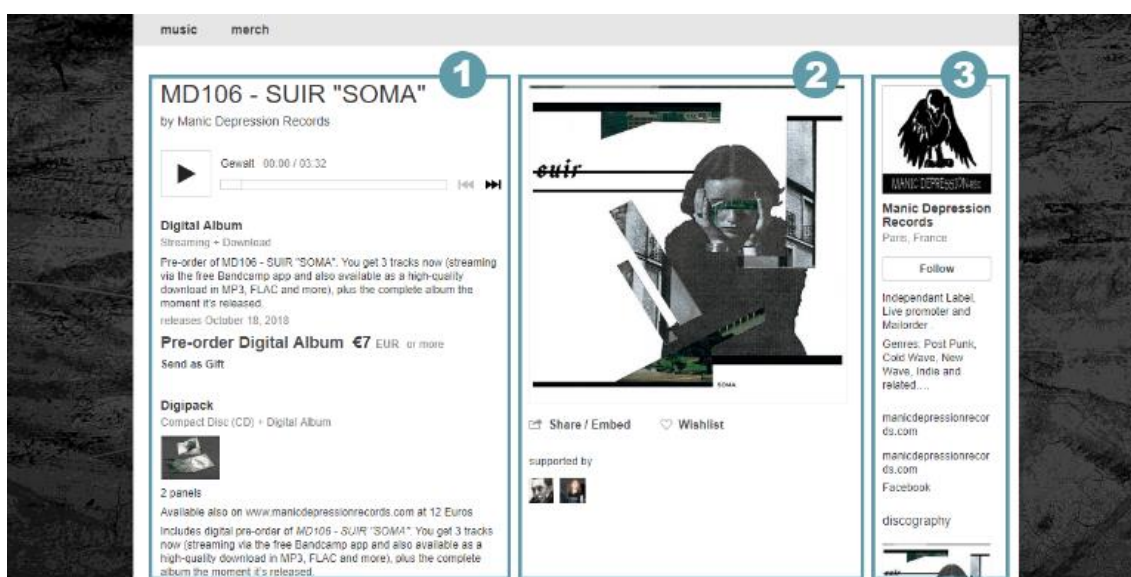 music merch
1
MD106 - SUIR "SOMA"
by Manic Depression Records
Gewalt 00:00 / 03:32
Digital Album
Streaming + Download
Pre-order of MD106 - SUIR "SOMA". You get 3 tracks now (streaming
via the free Bandcamp app and also available as a high-quality
download in MP3, FLAC and more), plus the complete album the
moment it's released.
releases October 18, 2018
Pre-order Digital Album €7 EUR or more
Send as Gift
Digipack
Compact Disc (CD) + Digital Album
2 panels
Available also on www.manicdepressionrecords.com at 12 Euros
Includes digital pre-order of MD106 - SUIR "SOMA". You get 3 tracks
now (streaming via the free Bandcamp app and also available as a
high-quality download in MP3, FLAC and more), plus the complete
album the moment it's released.
2
suir
SOMA
Share / Embed Wishlist
supported by
3
MANIC DEPRESSION REC
Manic Depression
Records
Paris, France
Follow
Independant Label,
Live promoter and
Mailorder
Genres: Post Punk,
Cold Wave, New
Wave, Indie and
related....
manicdepressionrecor
ds.com
manicdepressionrecor
ds.com
Facebook
discography
suir